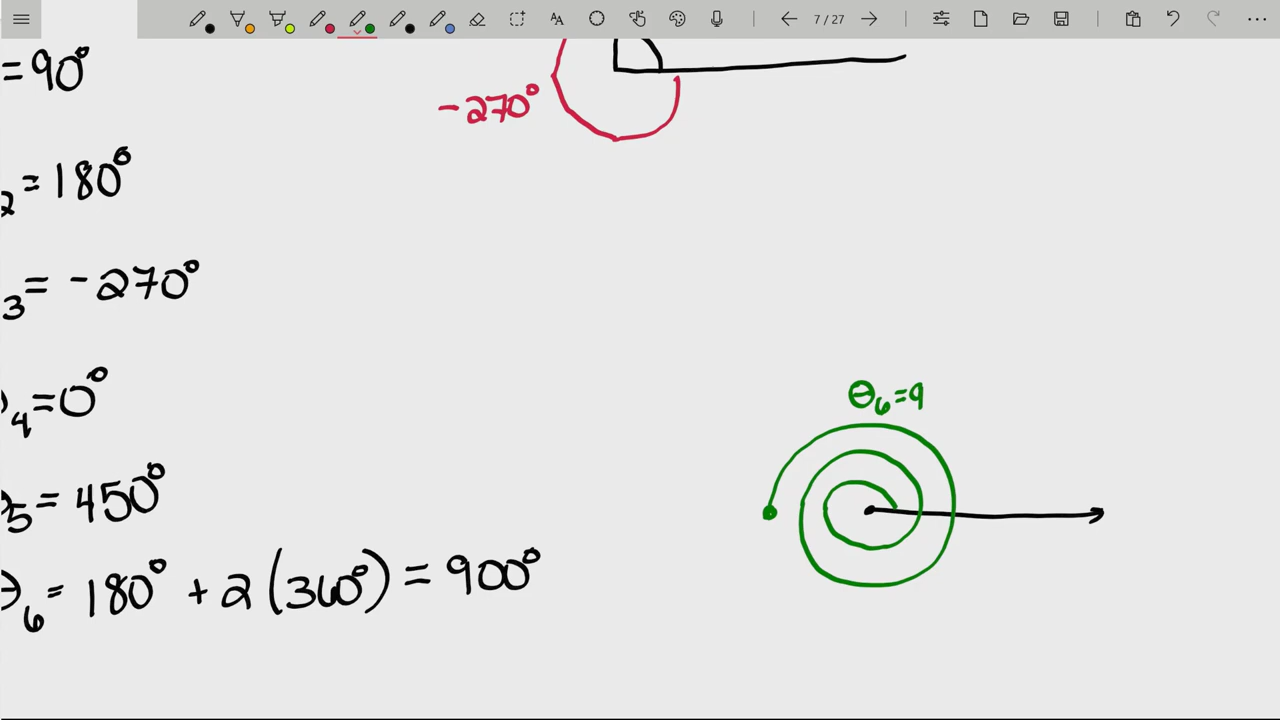 7 / 27
= 90°
-270°
2 = 180°
3 = -270°
4 = 0°
θ₆ = 9
5 = 450°
θ₆ = 180° + 2(360°) = 900°